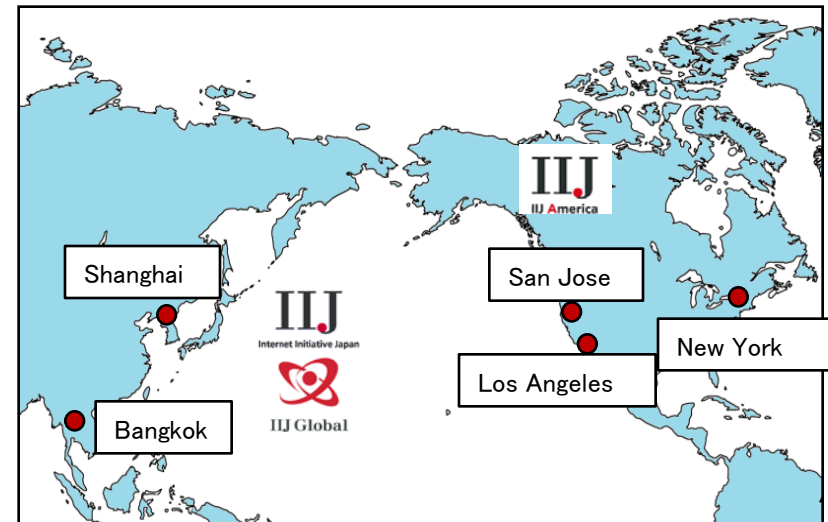 IIJ
IIJ America
Shanghai
San Jose
IIJ
Internet Initiative Japan
New York
Los Angeles
IIJ Global
Bangkok